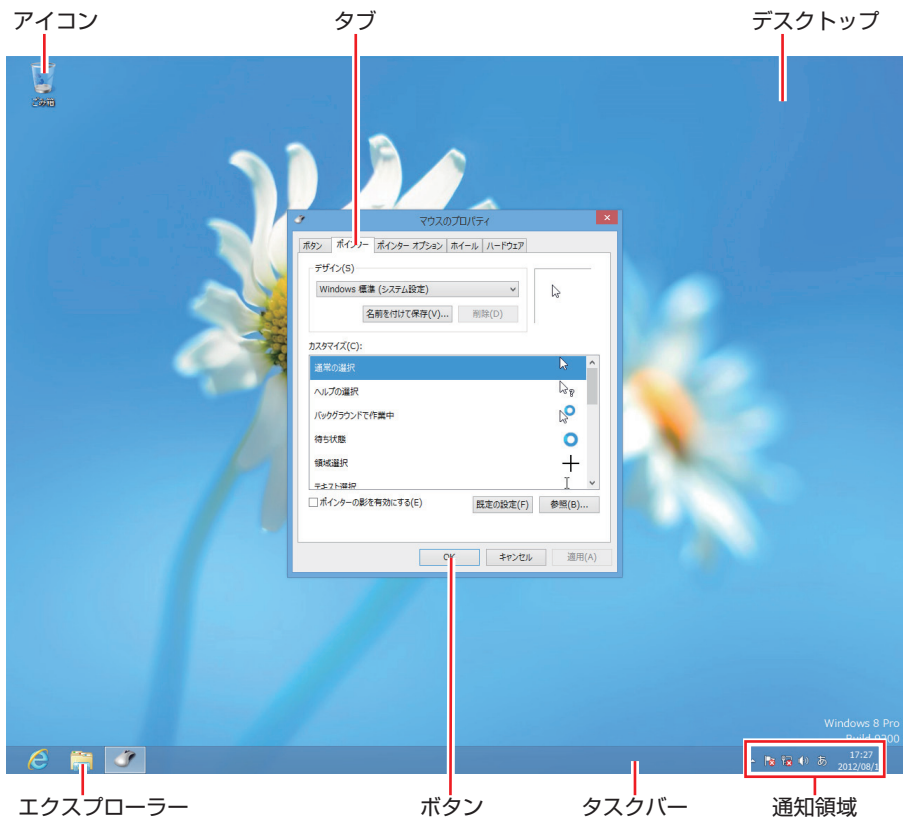 アイコン
タブ
デスクトップ
ごみ箱
マウスのプロパティ
ボタン
ポインター
ポインター オプション
ホイール
ハードウェア
デザイン(S)
Windows 標準 (システム設定)
名前を付けて保存(V)...
削除(D)
カスタマイズ(C):
通常の選択
ヘルプの選択
バックグラウンドで作業中
待ち状態
領域選択
テキスト選択
ポインターの影を有効にする(E)
既定の設定(F)
参照(B)...
OK
キャンセル
適用(A)
Windows 8 Pro
あ
17:27
エクスプローラー
ボタン
タスクバー
通知領域